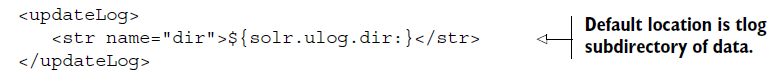 <updateLog>
<str name="dir">${solr.ulog.dir:}</str>
</updateLog>
Default location is tlog
subdirectory of data.